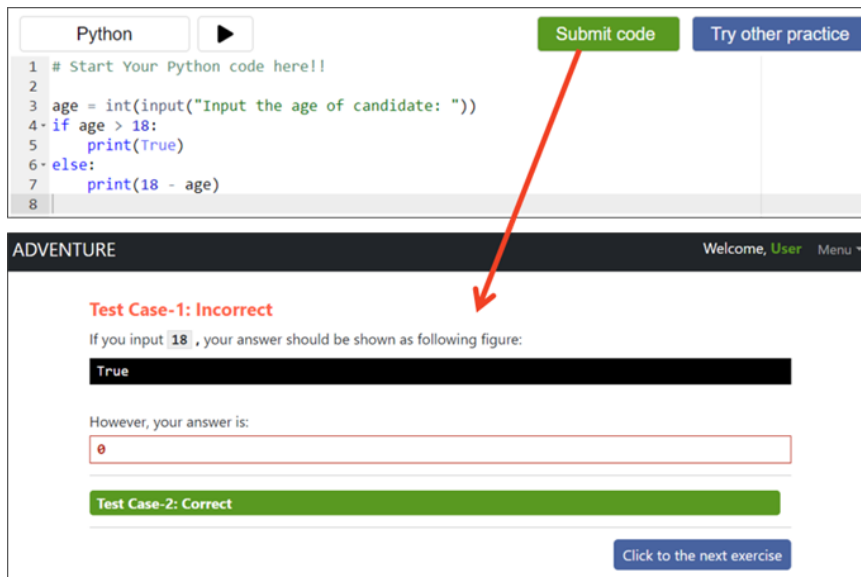 Python
Submit code
Try other practice
1 # Start Your Python code here!!
2
3 age = int(input("Input the age of candidate: "))
4 if age > 18:
5     print(True)
6 else:
7     print(18 - age)
8
ADVENTURE
Welcome, User Menu
Test Case-1: Incorrect
If you input 18 , your answer should be shown as following figure:
True
However, your answer is:
0
Test Case-2: Correct
Click to the next exercise